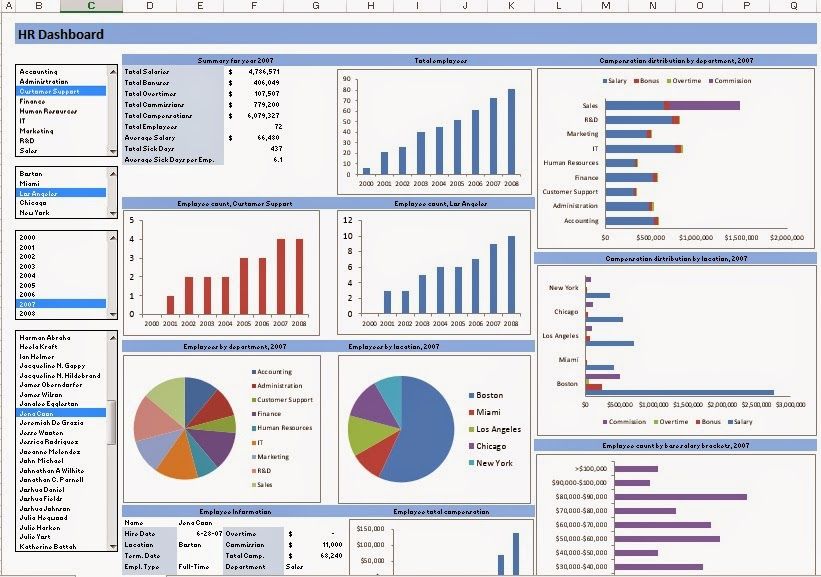 A B C D E F G H I J K L M N O P Q
HR Dashboard
Accounting
Administration
Customer Support
Finance
Human Resources
IT
Marketing
R&D
Sales
Boston
Miami
Los Angeles
Chicago
New York
2000
2001
2002
2003
2004
2005
2006
2007
2008
Harman Abraha
Heela Kraft
Ian Helmer
Jacqueline N. Gappy
Jacqueline N. Hildebrand
James Oberndarfer
James Wilson
Janalee Eggleston
Jena Caan
Jeremiah De Grazia
Jesse Waaten
Jessica Rodriguez
Joeanne Melendez
John Michael
Johnathan A Wilhite
Jonathan C. Parnell
Joshua Daniel
Joshua Fields
Joshua Johnson
Julia Hogwood
Julie Harken
Julie Yart
Katherine Battah
Summary for year 2007
Total Salaries $ 4,786,571
Total Bonuses $ 406,049
Total Overtimes $ 107,507
Total Commissions $ 779,200
Total Compensations $ 6,079,327
Total Employees 72
Average Salary $ 66,480
Total Sick Days 437
Average Sick Days per Emp. 6.1
Total employees
90
80
70
60
50
40
30
20
10
0
2000 2001 2002 2003 2004 2005 2006 2007 2008
Compensation distribution by department, 2007
Salary Bonus Overtime Commission
Sales
R&D
Marketing
IT
Human Resources
Finance
Customer Support
Administration
Accounting
$0 $500,000 $1,000,000 $1,500,000 $2,000,000
Employee count, Customer Support
5
4
3
2
1
0
2000 2001 2002 2003 2004 2005 2006 2007 2008
Employee count, Los Angeles
12
10
8
6
4
2
0
2000 2001 2002 2003 2004 2005 2006 2007 2008
Compensation distribution by location, 2007
New York
Chicago
Los Angeles
Miami
Boston
$0 $500,000 $1,000,000 $1,500,000 $2,000,000 $2,500,000 $3,000,000
Commission Overtime Bonus Salary
Employees by department, 2007
Accounting
Administration
Customer Support
Finance
Human Resources
IT
Marketing
R&D
Sales
Employees by location, 2007
Boston
Miami
Los Angeles
Chicago
New York
Employee count by base salary brackets, 2007
>$100,000
$90,000-$100,000
$80,000-$90,000
$70,000-$80,000
$60,000-$70,000
$50,000-$60,000
$40,000-$50,000
$30,000-$40,000
Employee Information
Name Jena Caan
Hire Date 6-28-07 Overtime $ -
Location Boston Commission $ 11,000
Term. Date Total Comp. $ 68,240
Empl. Type Full-Time Department Sales
Employee total compensation
$150,000
$100,000
$50,000